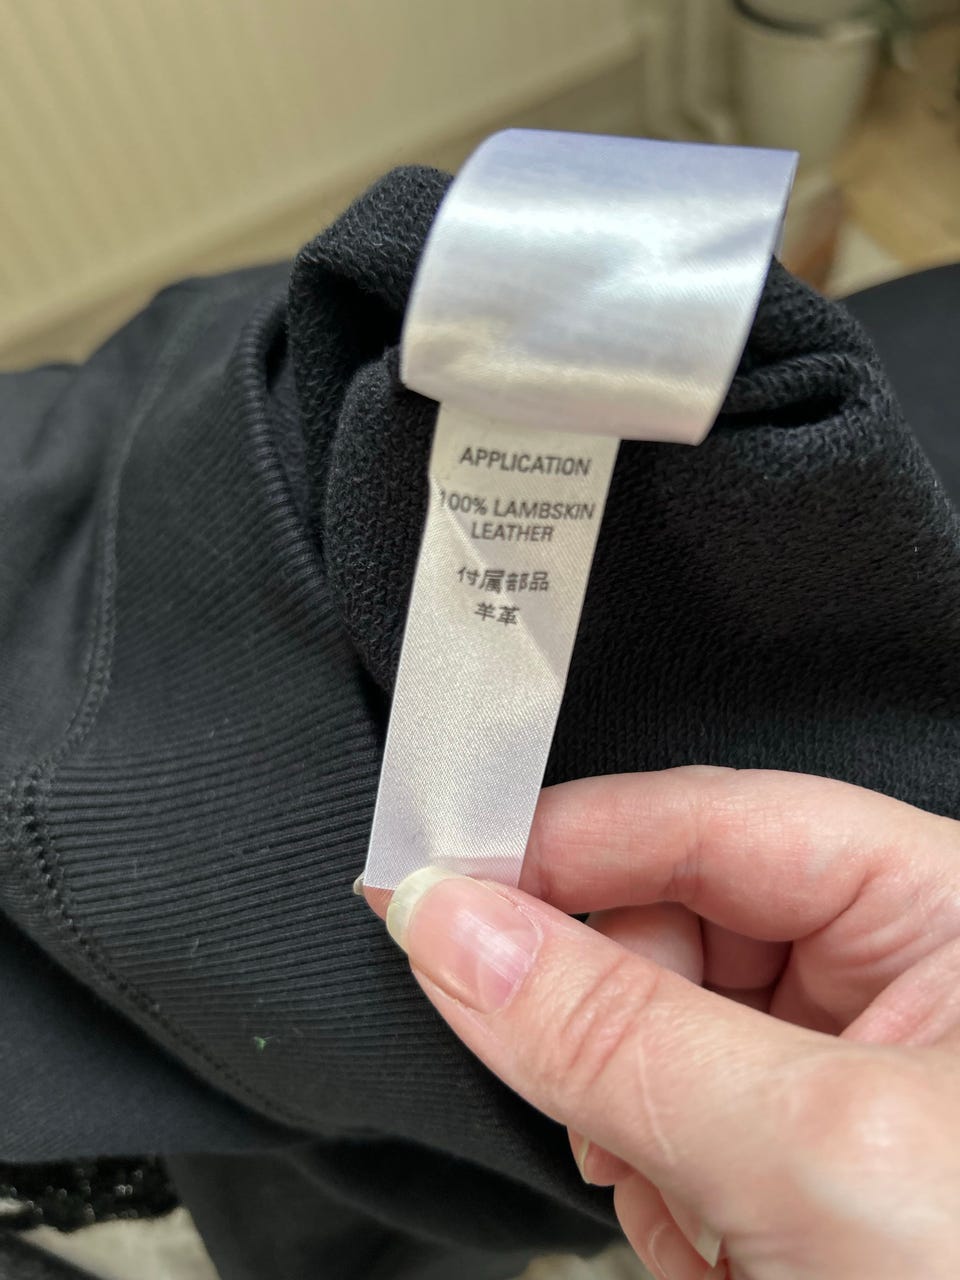 APPLICATION
100% LAMBSKIN
LEATHER
付属部品
羊革